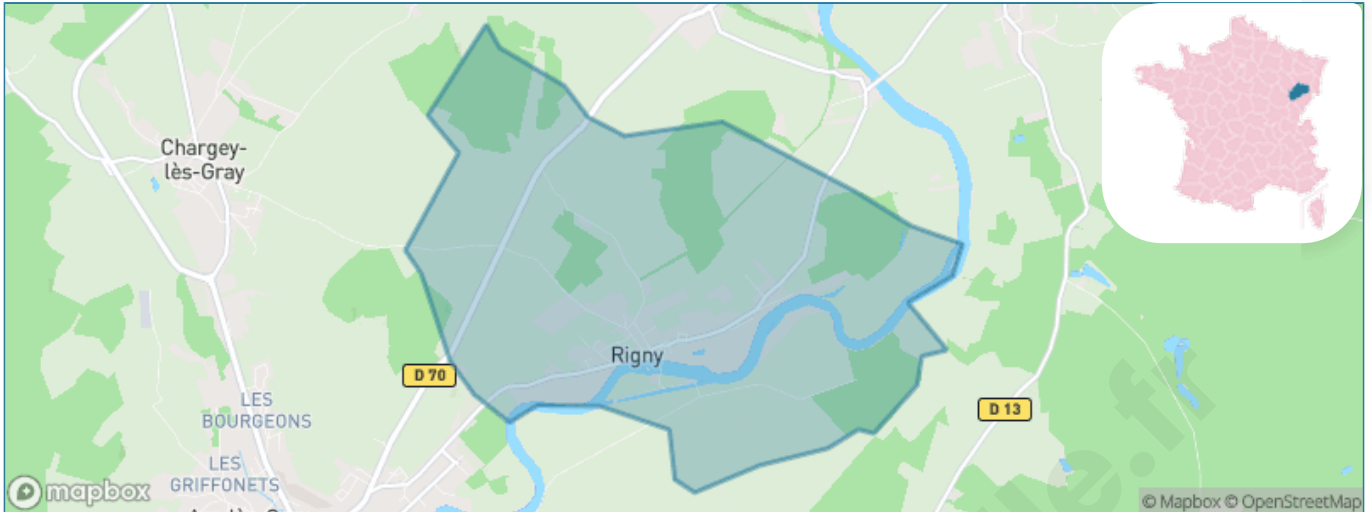 Chargey-
lès-Gray
Rigny
D 70
D 13
LES
BOURGEONS
LES
GRIFFONETS
mapbox
© Mapbox © OpenStreetMap